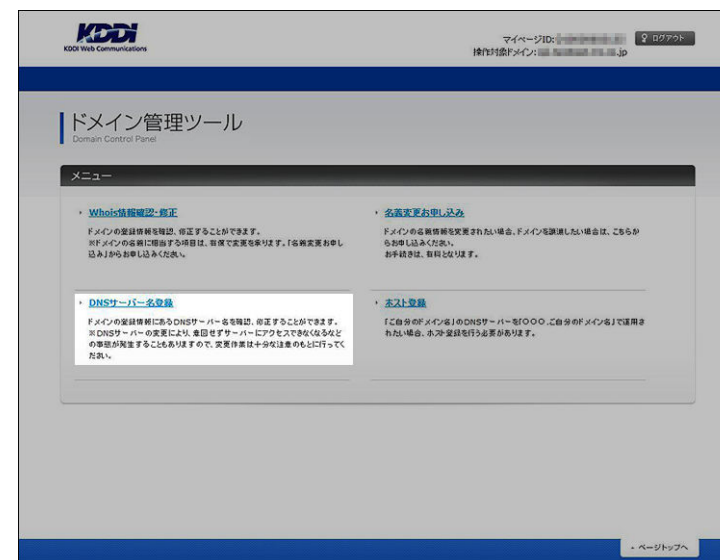 KDDI
KDDI Web Communications
マイページID:
ログアウト
操作対象ドメイン:
.jp
ドメイン管理ツール
Domain Control Panel
メニュー
Whois情報確認・修正
ドメインの登録情報を確認、修正することができます。
※ドメインの名義に相当する項目は、有償で変更を承ります。「名義変更お申し
込み」からお申し込みください。
名義変更お申し込み
ドメインの名義情報を変更されたい場合、ドメインを譲渡したい場合は、こちらか
らお申し込みください。
お手続きは、有料となります。
DNSサーバー名登録
ドメインの登録情報にあるDNSサーバー名を確認、修正することができます。
※DNSサーバーの変更により、意図せずサーバーにアクセスできなくなるなど
の事態が発生することもありますので、変更作業は十分な注意のもとに行ってく
ださい。
ホスト登録
「ご自分のドメイン名」のDNSサーバーを「〇〇〇.ご自分のドメイン名」で運用さ
れたい場合、ホスト登録を行う必要があります。
ページトップへ